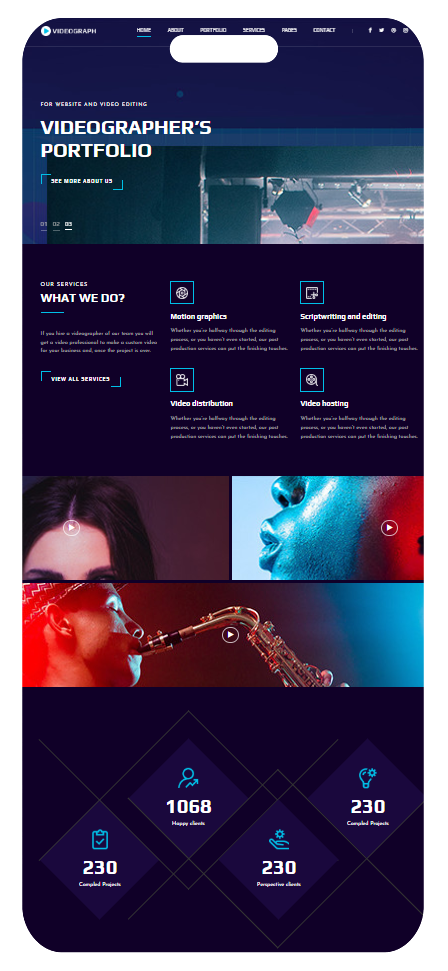 VIDEOGRAPH
HOME ABOUT PORTFOLIO SERVICES PAGES CONTACT
FOR WEBSITE AND VIDEO EDITING
VIDEOGRAPHER'S
PORTFOLIO
SEE MORE ABOUT US
01 02 03
OUR SERVICES
WHAT WE DO?
If you hire a videographer of our team you will
get a video professional to make a custom video
for your business and, once the project is over.
VIEW ALL SERVICES
Motion graphics
Whether you're halfway through the editing
process, or you haven't even started, our post
production services can put the finishing touches.
Scriptwriting and editing
Whether you're halfway through the editing
process, or you haven't even started, our post
production services can put the finishing touches.
Video distribution
Whether you're halfway through the editing
process, or you haven't even started, our post
production services can put the finishing touches.
Video hosting
Whether you're halfway through the editing
process, or you haven't even started, our post
production services can put the finishing touches.
1068
Happy clients
230
Compled Projects
230
Compled Projects
230
Perspective clients